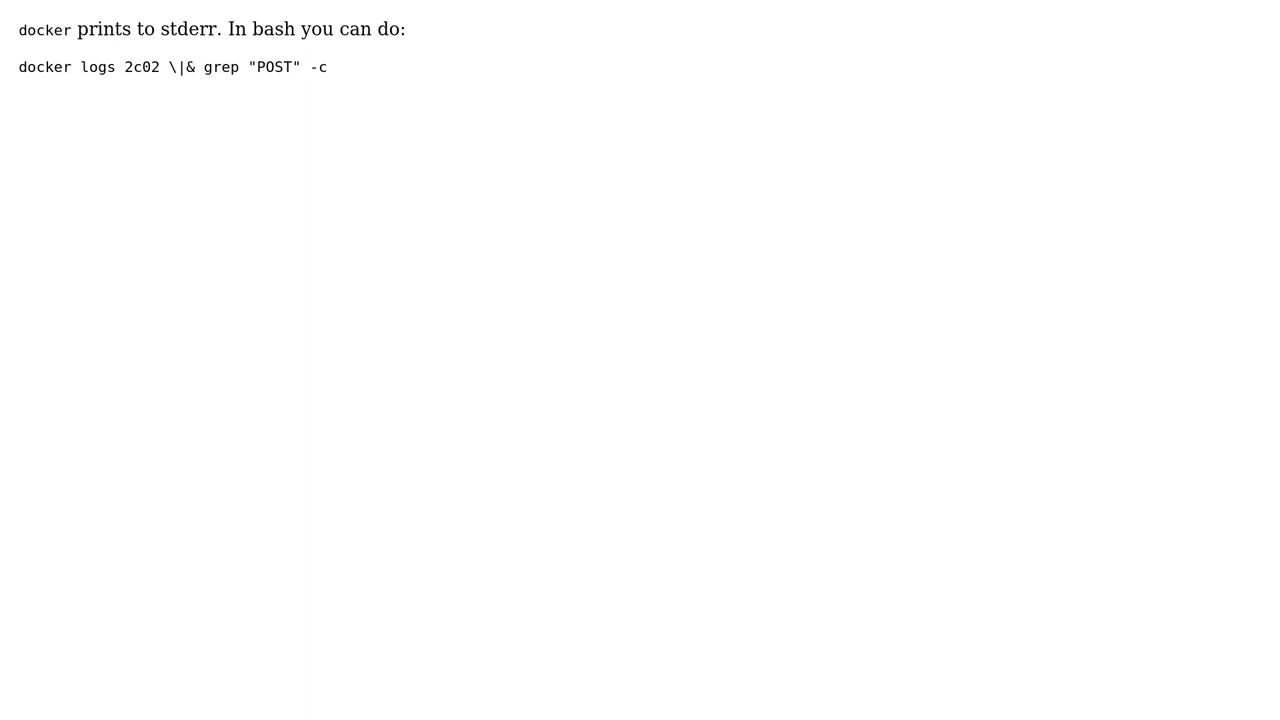 docker prints to stderr. In bash you can do:
docker logs 2c02 \|& grep "POST" -c